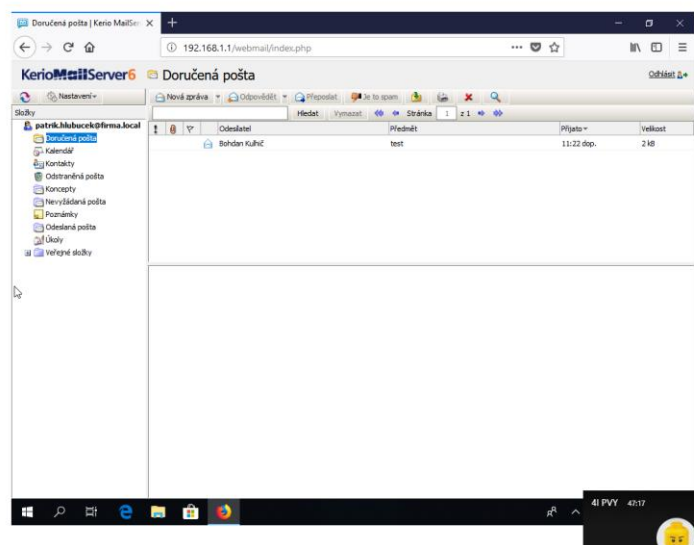 Doručená pošta | Kerio MailSer
192.168.1.1/webmail/index.php
KerioMailServer6
Doručená pošta
Odhlásit
Nastavení
Nová zpráva
Odpovědět
Přeposlat
Je to spam
Složky
Hledat
Vymazat
Stránka 1 z 1
patrik.hlubucek@firma.local
Doručená pošta
Kalendář
Kontakty
Odstraněná pošta
Koncepty
Nevyžádaná pošta
Poznámky
Odeslaná pošta
Úkoly
Veřejné složky
Odesílatel Předmět Přijato Velikost
Bohdan Kulhič test 11:22 dop. 2 kB
4I PVY 47:17